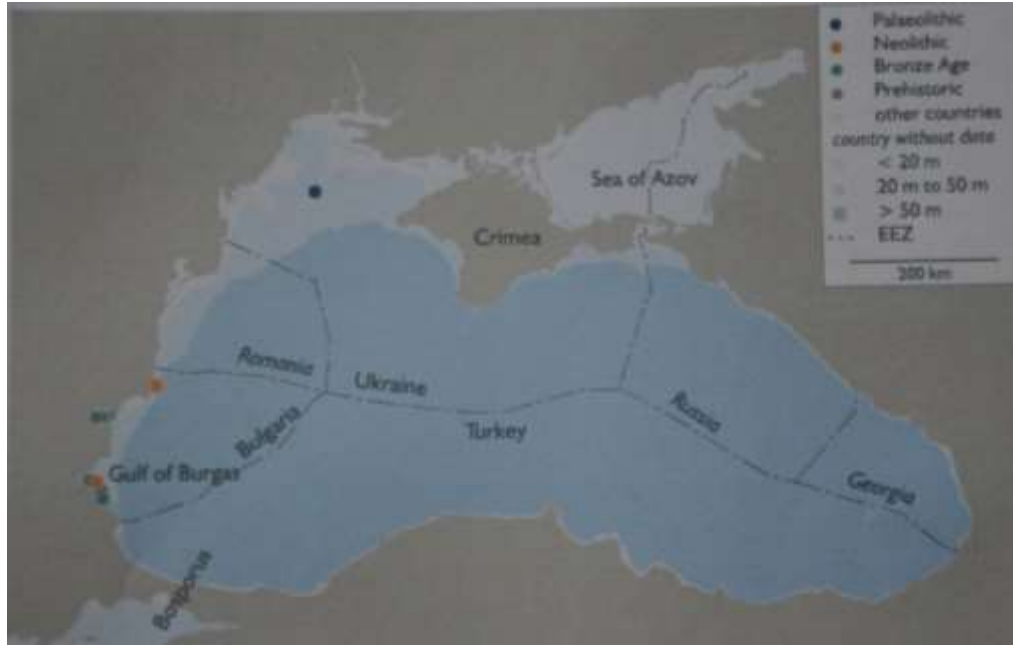 Palaeolithic
Neolithic
Bronze Age
Prehistoric
other countries
country without data
< 20 m
20 m to 50 m
> 50 m
EEZ
200 km
Sea of Azov
Crimea
Romania
Ukraine
Bulgaria
Turkey
Russia
Gulf of Burgas
Georgia
Bosporus